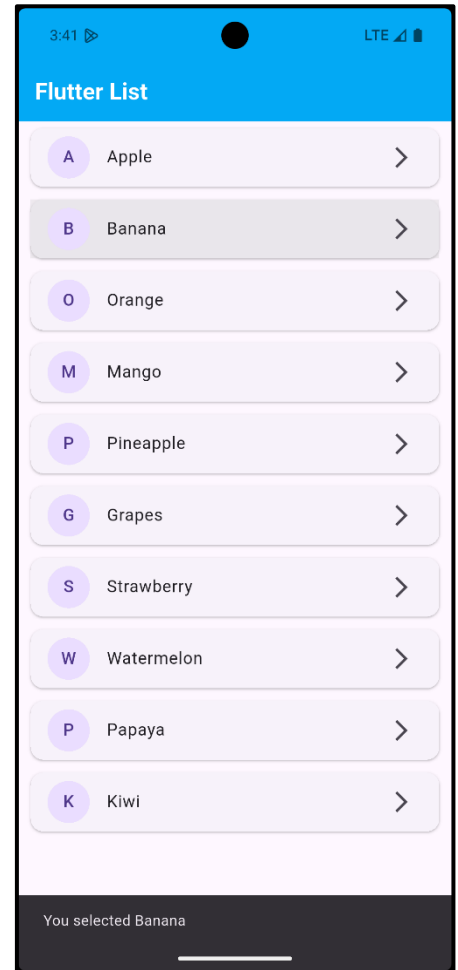 3:41 LTE
Flutter List
A Apple
B Banana
O Orange
M Mango
P Pineapple
G Grapes
S Strawberry
W Watermelon
P Papaya
K Kiwi
You selected Banana